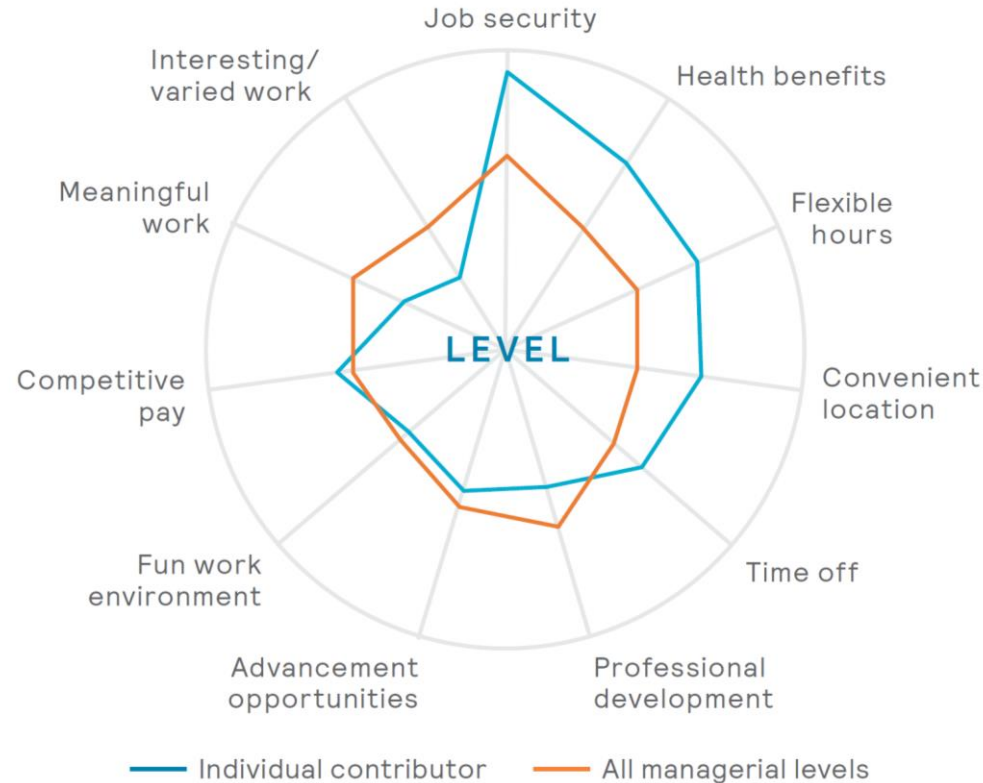 Job security
Health benefits
Flexible
hours
Convenient
location
Time off
Professional
development
Advancement
opportunities
Fun work
environment
Competitive
pay
Meaningful
work
Interesting/
varied work
LEVEL
Individual contributor
All managerial levels